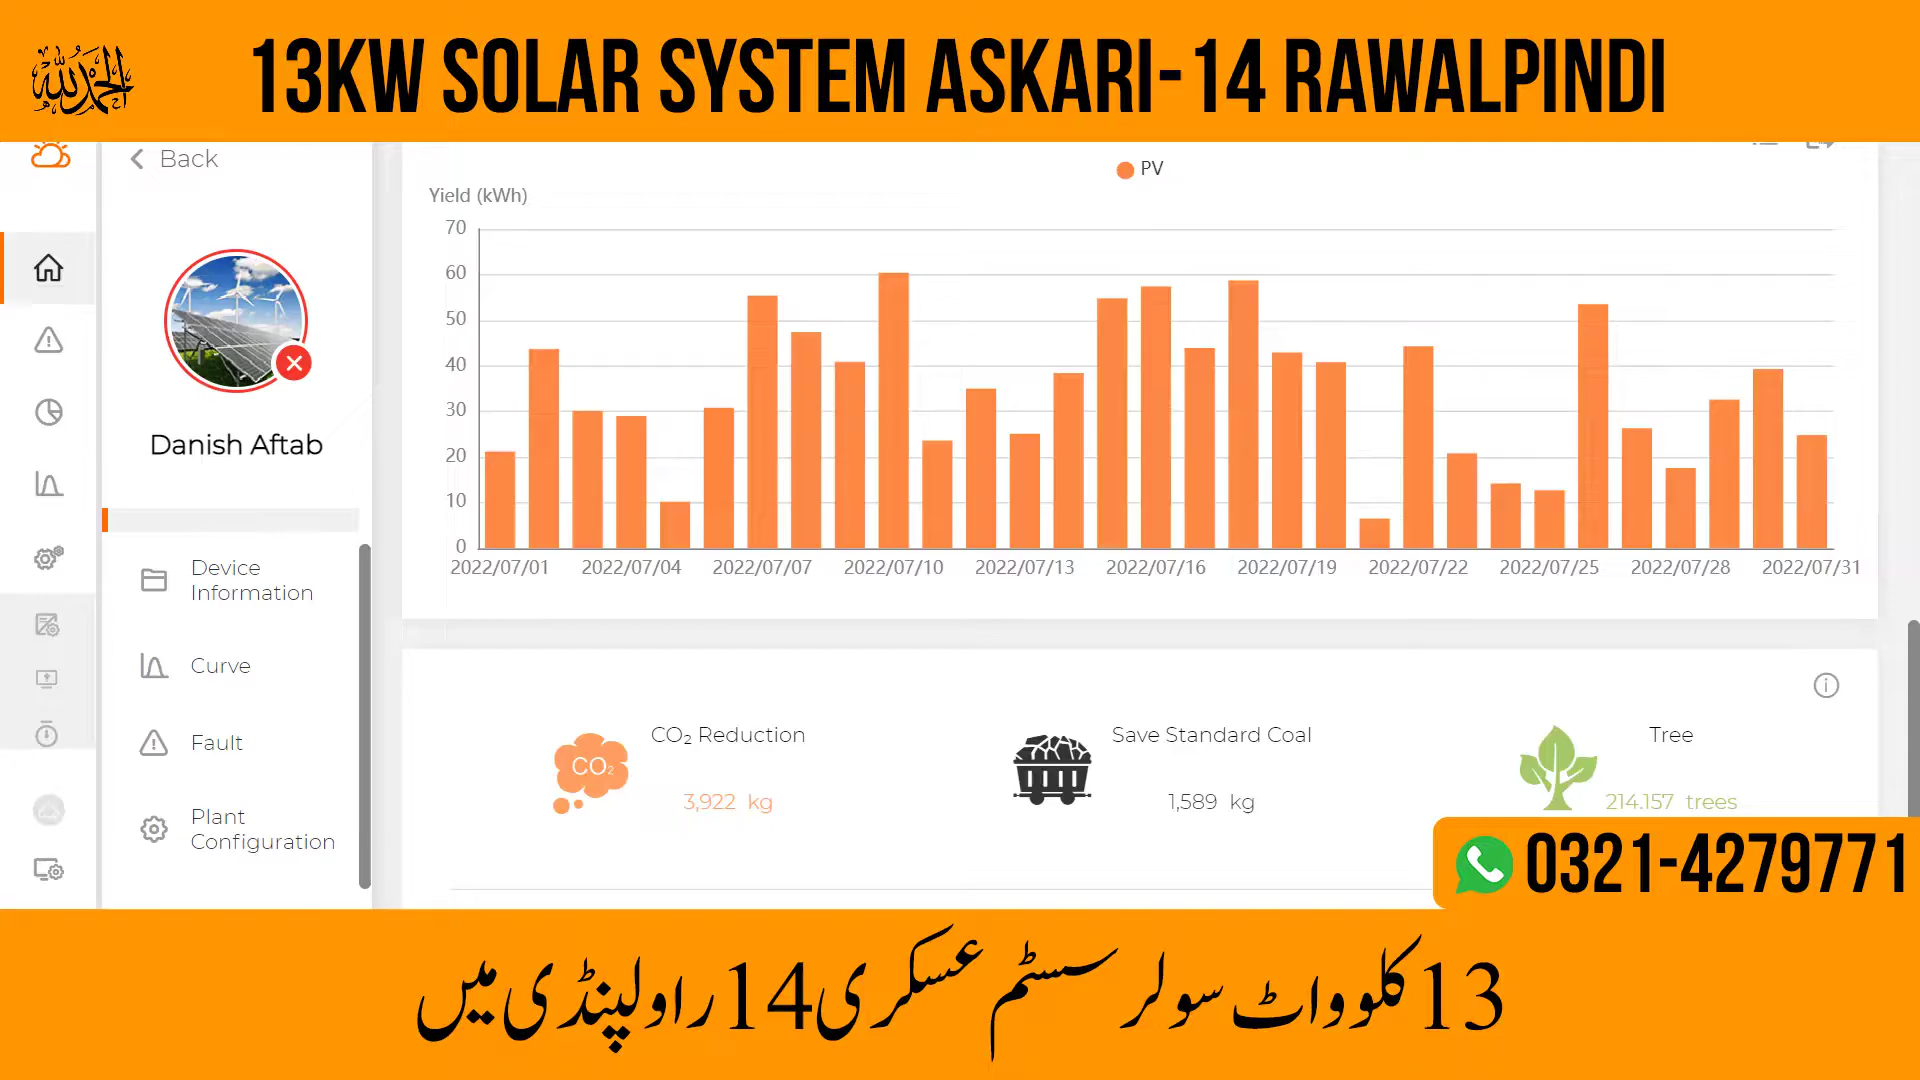 الحمدللہ
13KW SOLAR SYSTEM ASKARI-14 RAWALPINDI
Back
PV
Yield (kWh)
70
60
50
40
30
20
10
0
2022/07/01 2022/07/04 2022/07/07 2022/07/10 2022/07/13 2022/07/16 2022/07/19 2022/07/22 2022/07/25 2022/07/28 2022/07/31
Danish Aftab
Device
Information
Curve
Fault
Plant
Configuration
CO₂
CO₂ Reduction
3,922 kg
Save Standard Coal
1,589 kg
Tree
214.157 trees
0321-4279771
13 کلوواٹ سولر سسٹم عسکری 14 راولپنڈی میں